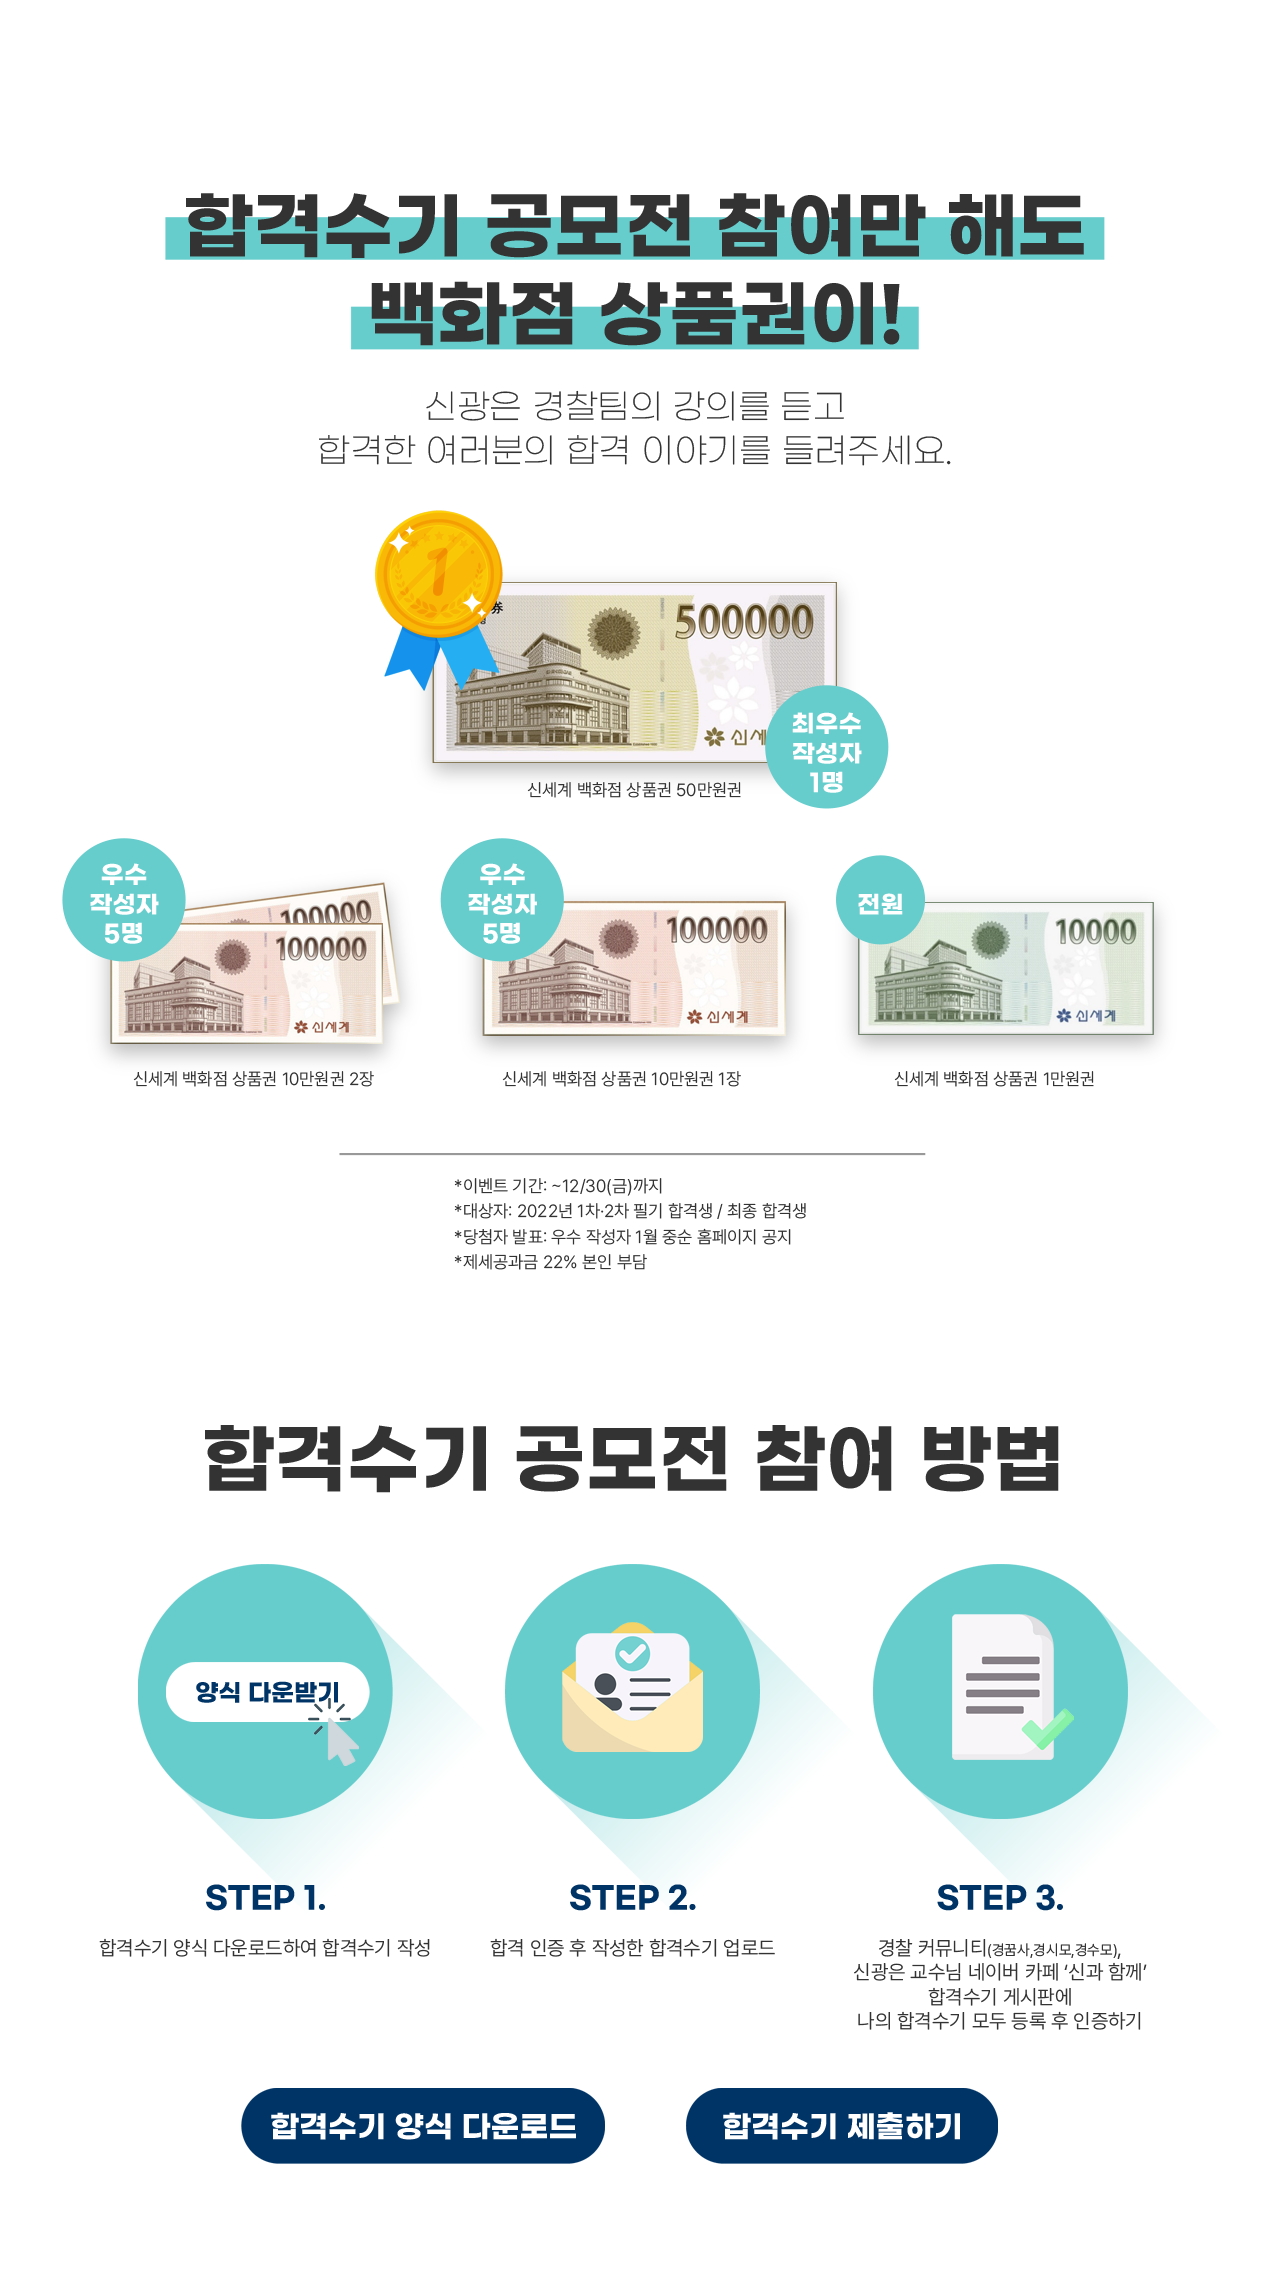 합격수기 공모전 참여만 해도
백화점 상품권이!
신광은 경찰팀의 강의를 듣고
합격한 여러분의 합격 이야기를 들려주세요.
1
券
500000
신세
최우수
작성자
1명
신세계 백화점 상품권 50만원권
우수
작성자
5명
100000
100000
신세계
신세계 백화점 상품권 10만원권 2장
우수
작성자
5명
100000
신세계
신세계 백화점 상품권 10만원권 1장
전원
10000
신세계
신세계 백화점 상품권 1만원권
*이벤트 기간: ~12/30(금)까지
*대상자: 2022년 1차·2차 필기 합격생 / 최종 합격생
*당첨자 발표: 우수 작성자 1월 중순 홈페이지 공지
*제세공과금 22% 본인 부담
합격수기 공모전 참여 방법
양식 다운받기
STEP 1.
합격수기 양식 다운로드하여 합격수기 작성
STEP 2.
합격 인증 후 작성한 합격수기 업로드
STEP 3.
경찰 커뮤니티(경꿈사,경시모,경수모),
신광은 교수님 네이버 카페 ‘신과 함께’
합격수기 게시판에
나의 합격수기 모두 등록 후 인증하기
합격수기 양식 다운로드
합격수기 제출하기